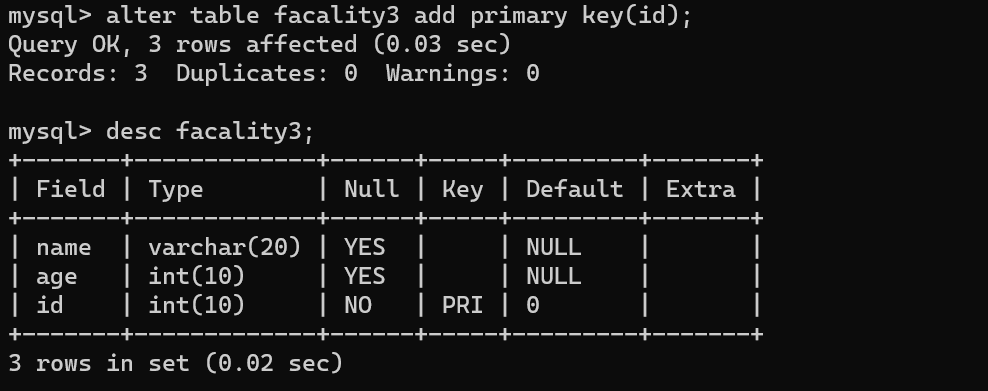 mysql> alter table facality3 add primary key(id);
Query OK, 3 rows affected (0.03 sec)
Records: 3  Duplicates: 0  Warnings: 0

mysql> desc facality3;
+-------+-------------+------+-----+---------+-------+
| Field | Type        | Null | Key | Default | Extra |
+-------+-------------+------+-----+---------+-------+
| name  | varchar(20) | YES  |     | NULL    |       |
| age   | int(10)     | YES  |     | NULL    |       |
| id    | int(10)     | NO   | PRI | 0       |       |
+-------+-------------+------+-----+---------+-------+
3 rows in set (0.02 sec)